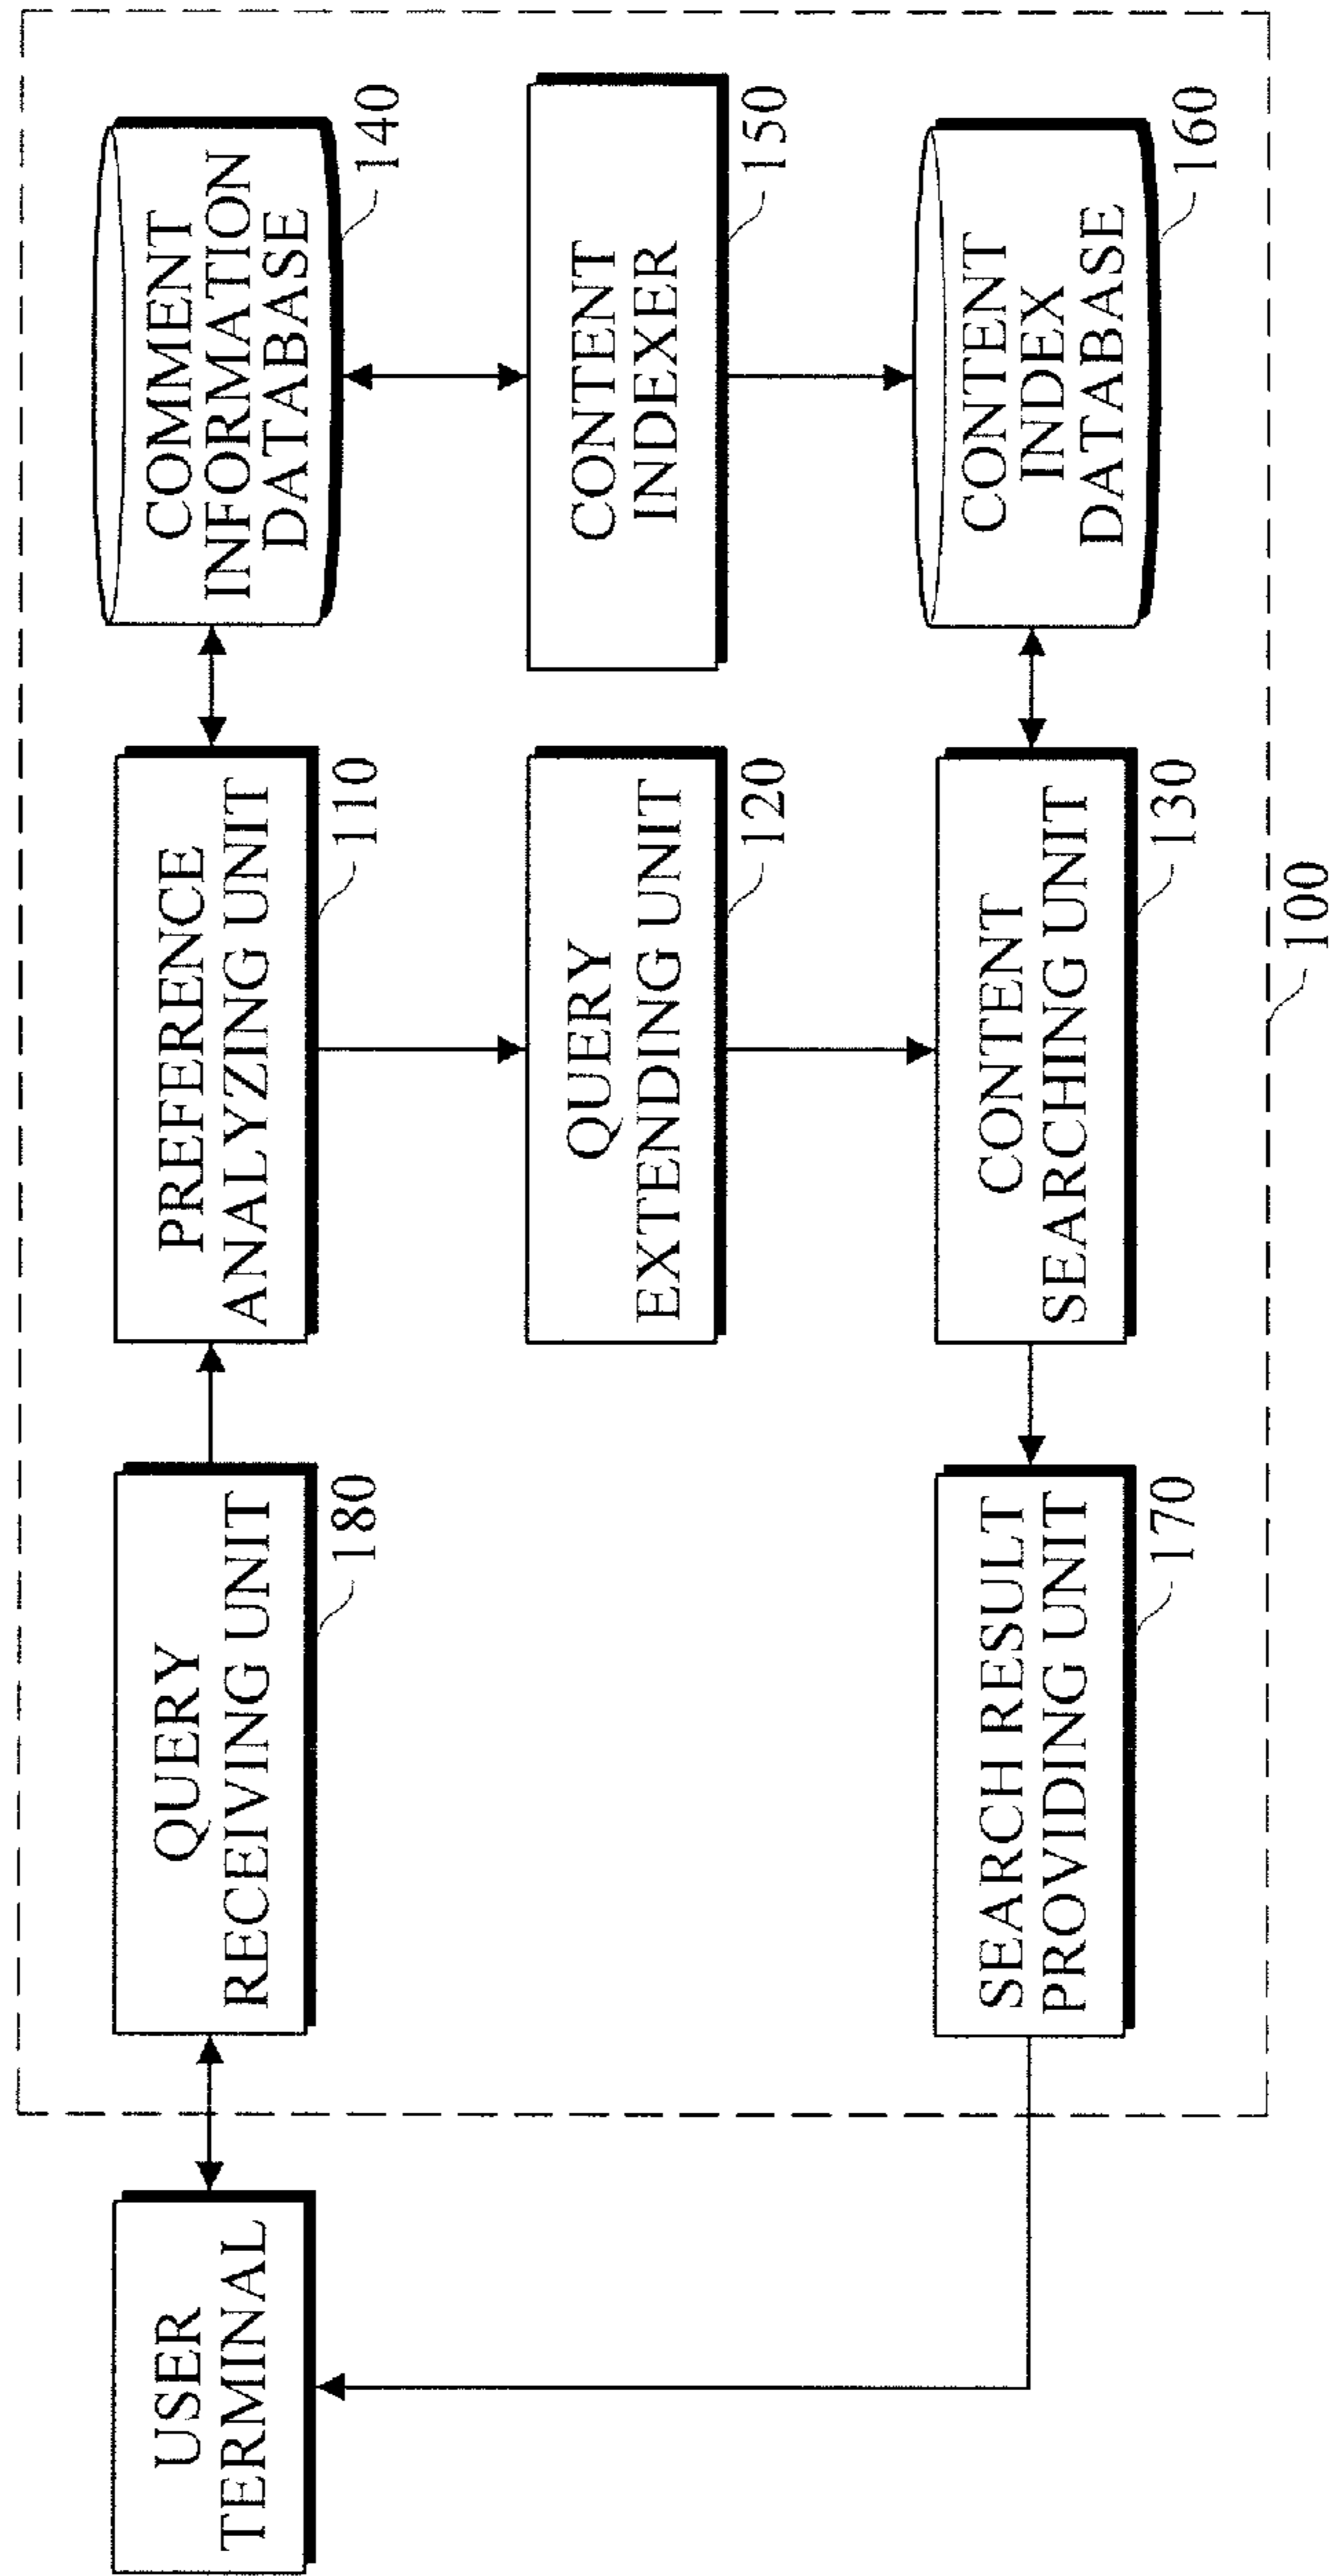 USER
TERMINAL
QUERY
RECEIVING UNIT
180
PREFERENCE
ANALYZING UNIT
110
COMMENT
INFORMATION
DATABASE
140
QUERY
EXTENDING UNIT
120
CONTENT
INDEXER
150
SEARCH RESULT
PROVIDING UNIT
170
CONTENT
SEARCHING UNIT
130
CONTENT
INDEX
DATABASE
160
100